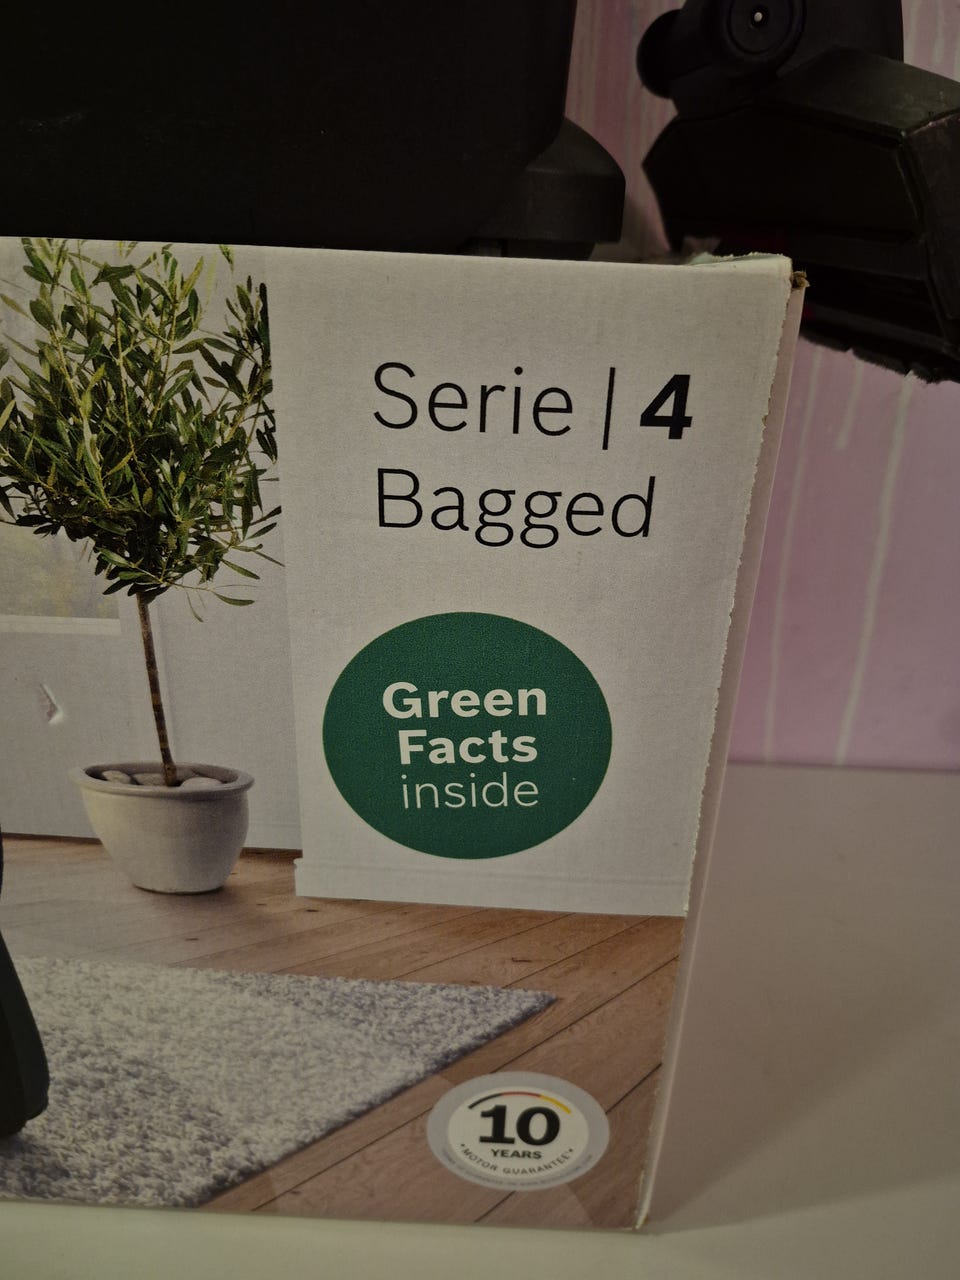 Serie | 4
Bagged
Green
Facts
inside
10
YEARS
MOTOR GUARANTEE